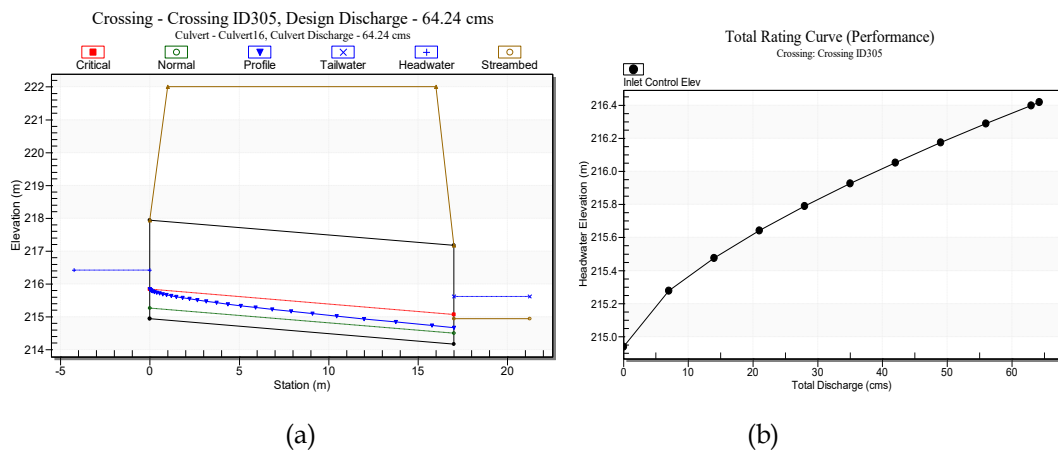 Crossing - Crossing ID305, Design Discharge - 64.24 cms
Culvert - Culvert16, Culvert Discharge - 64.24 cms
Critical Normal Profile Tailwater Headwater Streambed
222
221
220
219
218
217
216
215
214
Elevation (m)
-5 0 5 10 15 20
Station (m)
(a)
Total Rating Curve (Performance)
Crossing: Crossing ID305
Inlet Control Elev
216.4
216.2
216.0
215.8
215.6
215.4
215.2
215.0
Headwater Elevation (m)
0 10 20 30 40 50 60
Total Discharge (cms)
(b)